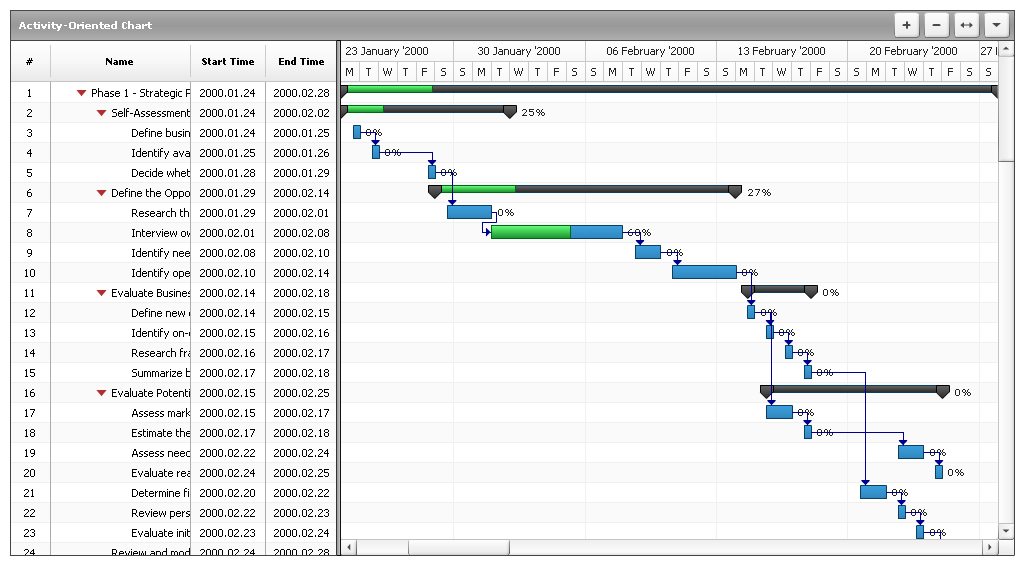 Activity-Oriented Chart
# Name Start Time End Time
23 January '2000 30 January '2000 06 February '2000 13 February '2000 20 February '2000 27
M T W T F S S M T W T F S S M T W T F S S M T W T F S S M T W T F S S
1 Phase 1 - Strategic 2000.01.24 2000.02.28
2 Self-Assessment 2000.01.24 2000.02.02 25%
3 Define busin 2000.01.24 2000.01.25 0%
4 Identify ava 2000.01.25 2000.01.26 0%
5 Decide whet 2000.01.28 2000.01.29 0%
6 Define the Oppo 2000.01.29 2000.02.14 27%
7 Research th 2000.01.29 2000.02.01 0%
8 Interview ow 2000.02.01 2000.02.08 60%
9 Identify nee 2000.02.08 2000.02.10 0%
10 Identify ope 2000.02.10 2000.02.14 0%
11 Evaluate Busines 2000.02.14 2000.02.18 0%
12 Define new 2000.02.14 2000.02.15 0%
13 Identify on- 2000.02.15 2000.02.16 0%
14 Research fra 2000.02.16 2000.02.17 0%
15 Summarize b 2000.02.17 2000.02.18 0%
16 Evaluate Potenti 2000.02.15 2000.02.25 0%
17 Assess mark 2000.02.15 2000.02.17 0%
18 Estimate the 2000.02.17 2000.02.18 0%
19 Assess need 2000.02.22 2000.02.24 0%
20 Evaluate rea 2000.02.24 2000.02.25 0%
21 Determine fi 2000.02.20 2000.02.22 0%
22 Review pers 2000.02.22 2000.02.23 0%
23 Evaluate init 2000.02.23 2000.02.24 0%
24 Review and mod 2000.02.24 2000.02.28